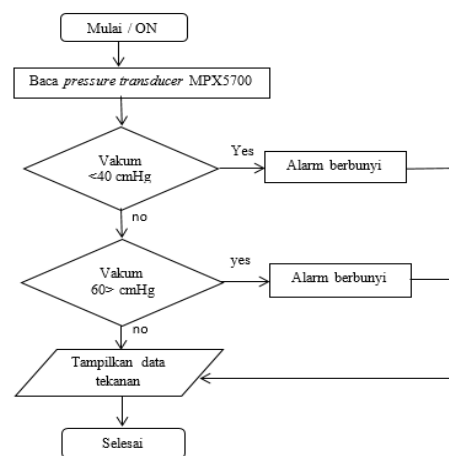 Mulai / ON
Baca pressure transducer MPX5700
Vakum
<40 cmHg
Yes
Alarm berbunyi
no
Vakum
60> cmHg
yes
Alarm berbunyi
no
Tampilkan data
tekanan
Selesai